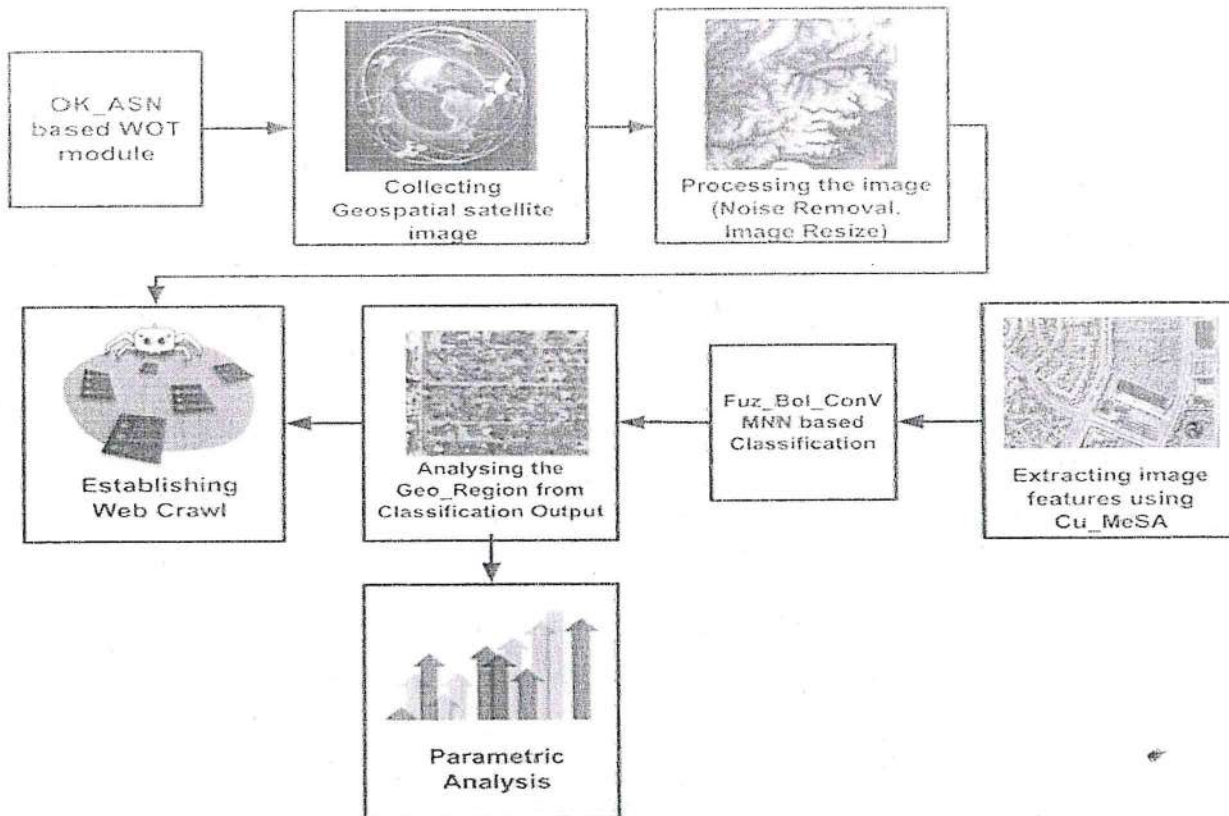 OK_ASN
based WOT
module
Collecting
Geospatial satellite
image
Processing the image
(Noise Removal,
Image Resize)
Establishing
Web Crawl
Analysing the
Geo_Region from
Classification Output
Fuz_Bol_ConV
MNN based
Classification
Extracting image
features using
Cu_MeSA
Parametric
Analysis